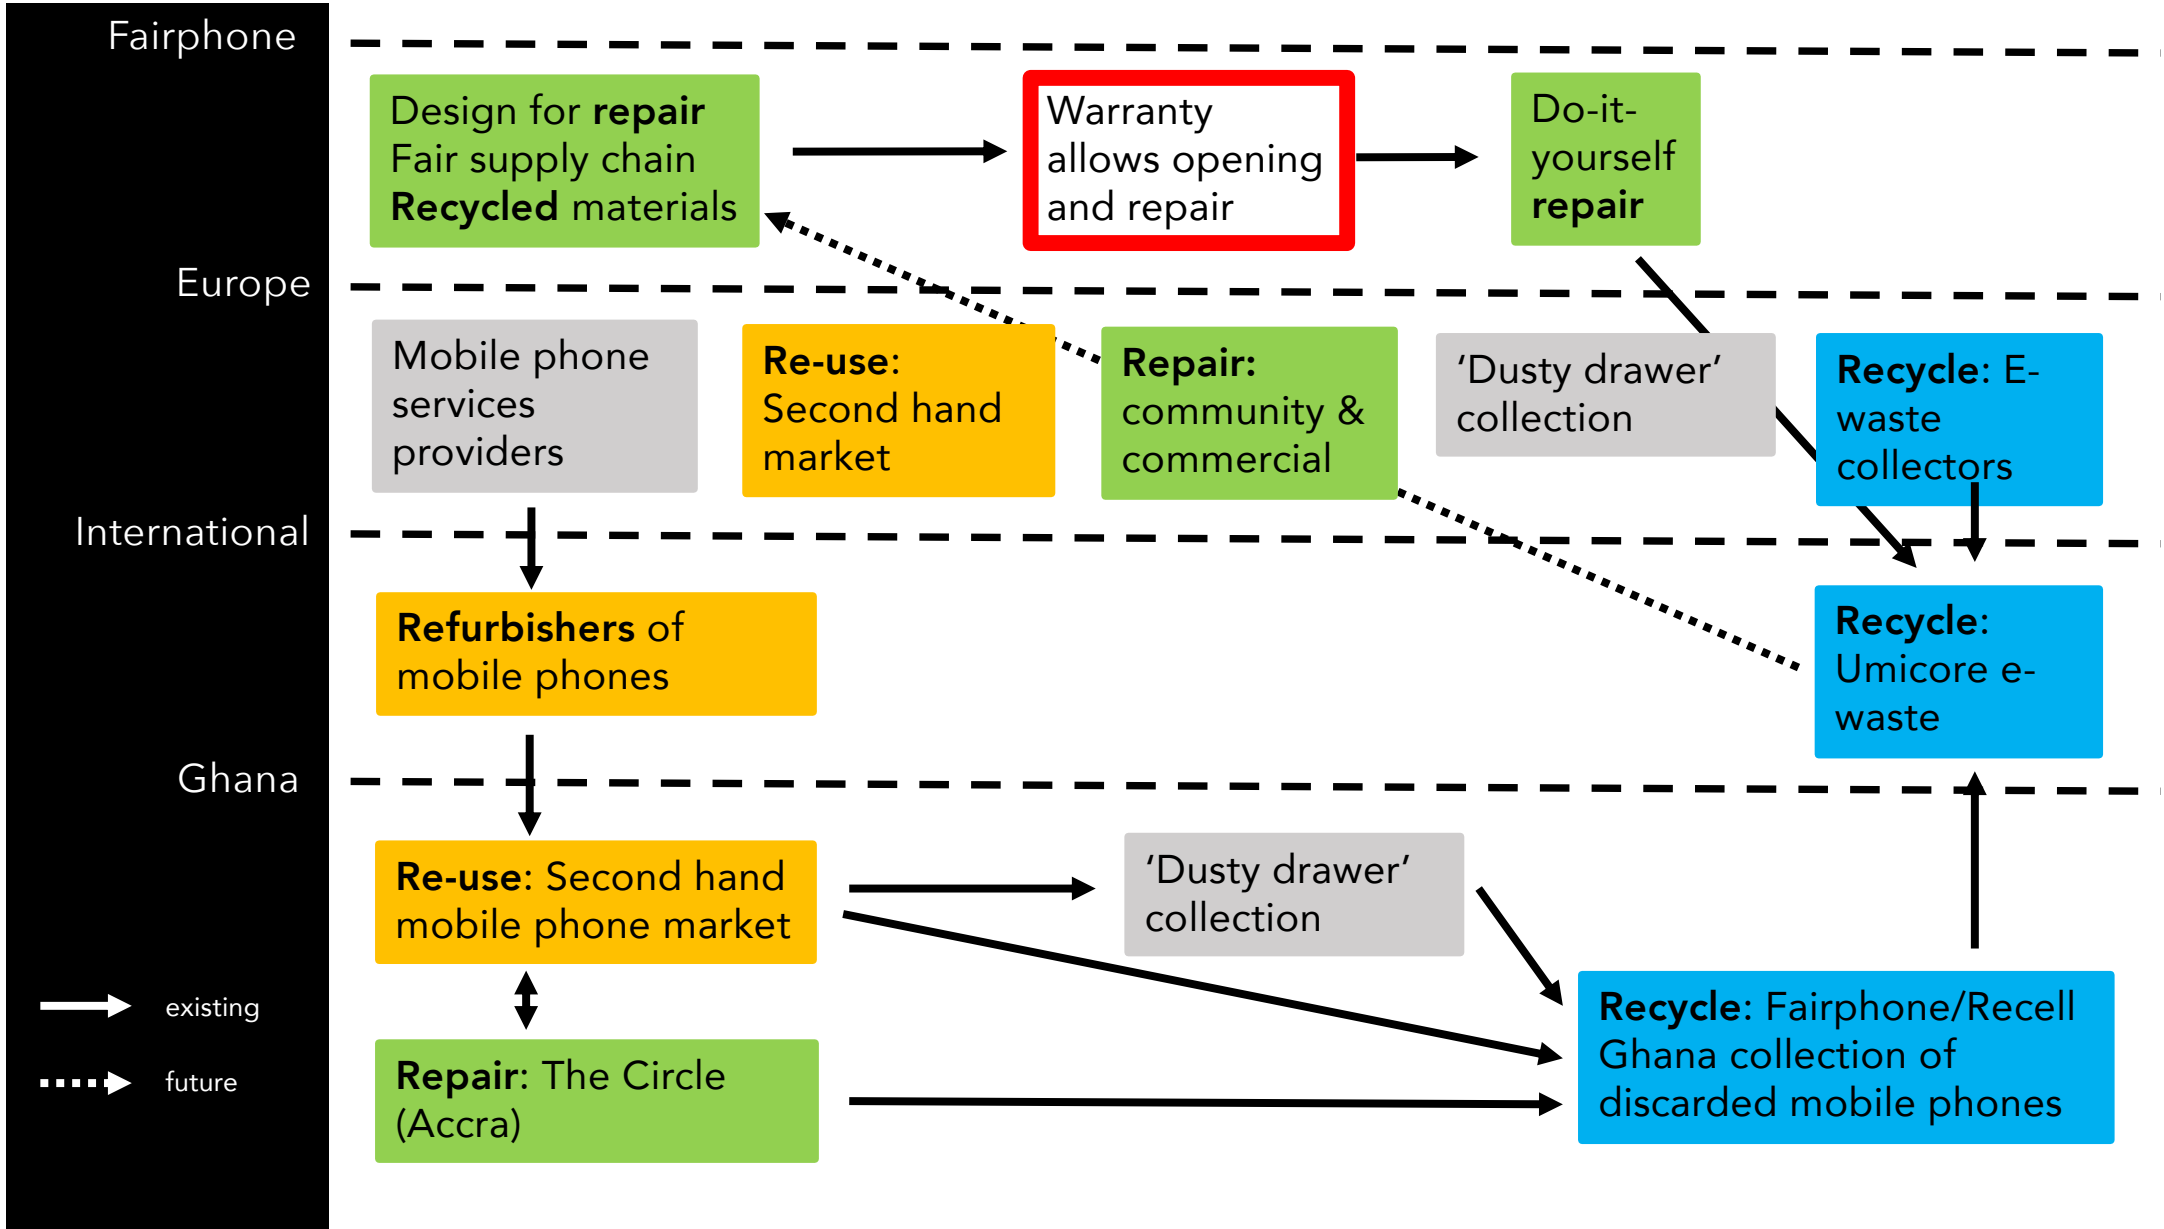 Fairphone
Design for repair
Fair supply chain
Recycled materials
Warranty
allows opening
and repair
Do-it-
yourself
repair
Europe
Mobile phone
services
providers
Re-use:
Second hand
market
Repair:
community &
commercial
‘Dusty drawer’
collection
Recycle: E-
waste
collectors
International
Refurbishers of
mobile phones
Recycle:
Umicore e-
waste
Ghana
Re-use: Second hand
mobile phone market
‘Dusty drawer’
collection
Repair: The Circle
(Accra)
Recycle: Fairphone/Recell
Ghana collection of
discarded mobile phones
existing
future